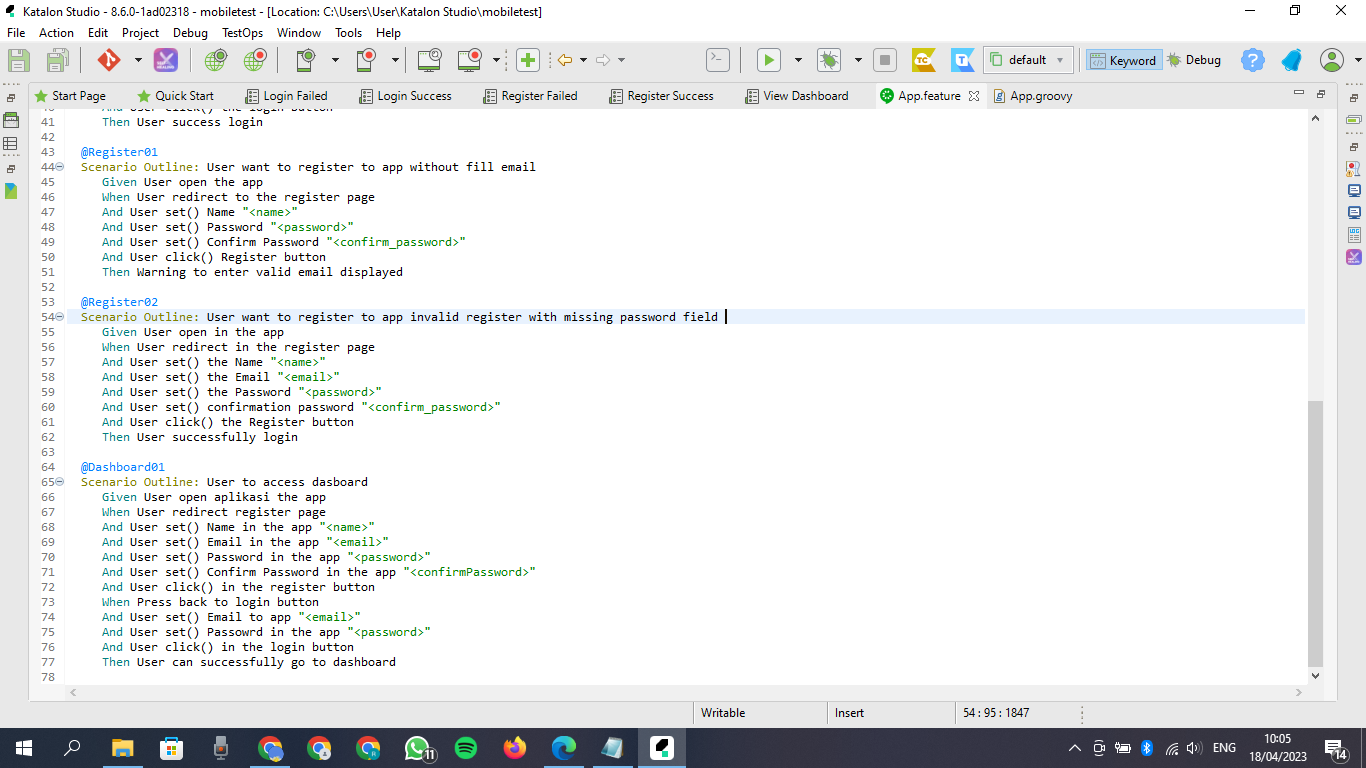 Katalon Studio - 8.6.0-1ad02318 - mobiletest - [Location: C:\Users\User\Katalon Studio\mobiletest]
File Action Edit Project Debug TestOps Window Tools Help
TC T default Keyword Debug
Start Page Quick Start Login Failed Login Success Register Failed Register Success View Dashboard App.feature App.groovy
40 And User click() the login button
41 Then User success login
42
43 @Register01
44 Scenario Outline: User want to register to app without fill email
45 Given User open the app
46 When User redirect to the register page
47 And User set() Name "<name>"
48 And User set() Password "<password>"
49 And User set() Confirm Password "<confirm_password>"
50 And User click() Register button
51 Then Warning to enter valid email displayed
52
53 @Register02
54 Scenario Outline: User want to register to app invalid register with missing password field
55 Given User open in the app
56 When User redirect in the register page
57 And User set() the Name "<name>"
58 And User set() the Email "<email>"
59 And User set() the Password "<password>"
60 And User set() confirmation password "<confirm_password>"
61 And User click() the Register button
62 Then User successfully login
63
64 @Dashboard01
65 Scenario Outline: User to access dasboard
66 Given User open aplikasi the app
67 When User redirect register page
68 And User set() Name in the app "<name>"
69 And User set() Email in the app "<email>"
70 And User set() Password in the app "<password>"
71 And User set() Confirm Password in the app "<confirmPassword>"
72 And User click() in the register button
73 When Press back to login button
74 And User set() Email to app "<email>"
75 And User set() Passowrd in the app "<password>"
76 And User click() in the login button
77 Then User can successfully go to dashboard
78
Writable Insert 54 : 95 : 1847
11 ENG 10:05
18/04/2023 14